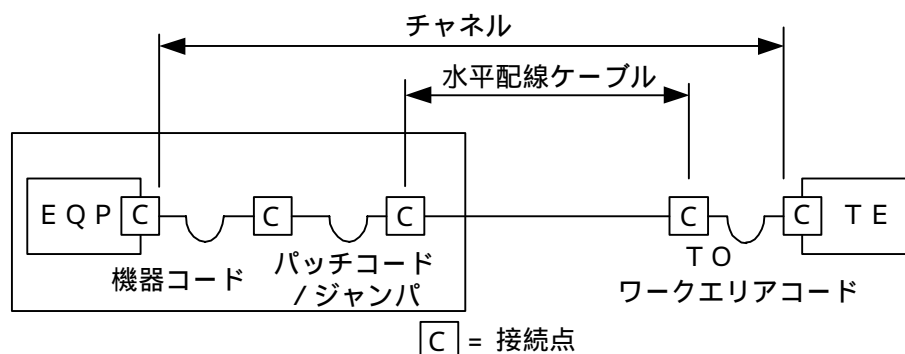 チャネル
水平配線ケーブル
EQP
C
C
C
C
C
TE
機器コード
パッチコード
/ジャンパ
TO
ワークエリアコード
C = 接続点